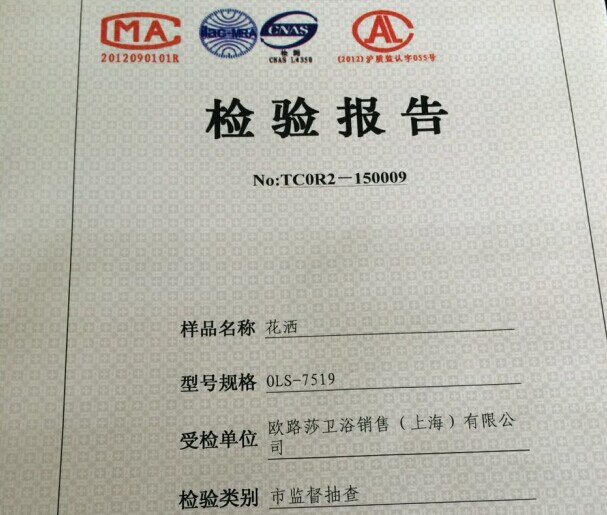 MA
ilac-MRA
CNAS
AL
2012090101R
检测
CNAS L4350
(2012)沪质监认字055号
检验报告
No:TC0R2－150009
样品名称 花洒
型号规格 OLS-7519
受检单位 欧路莎卫浴销售（上海）有限公
司
检验类别 市监督抽查